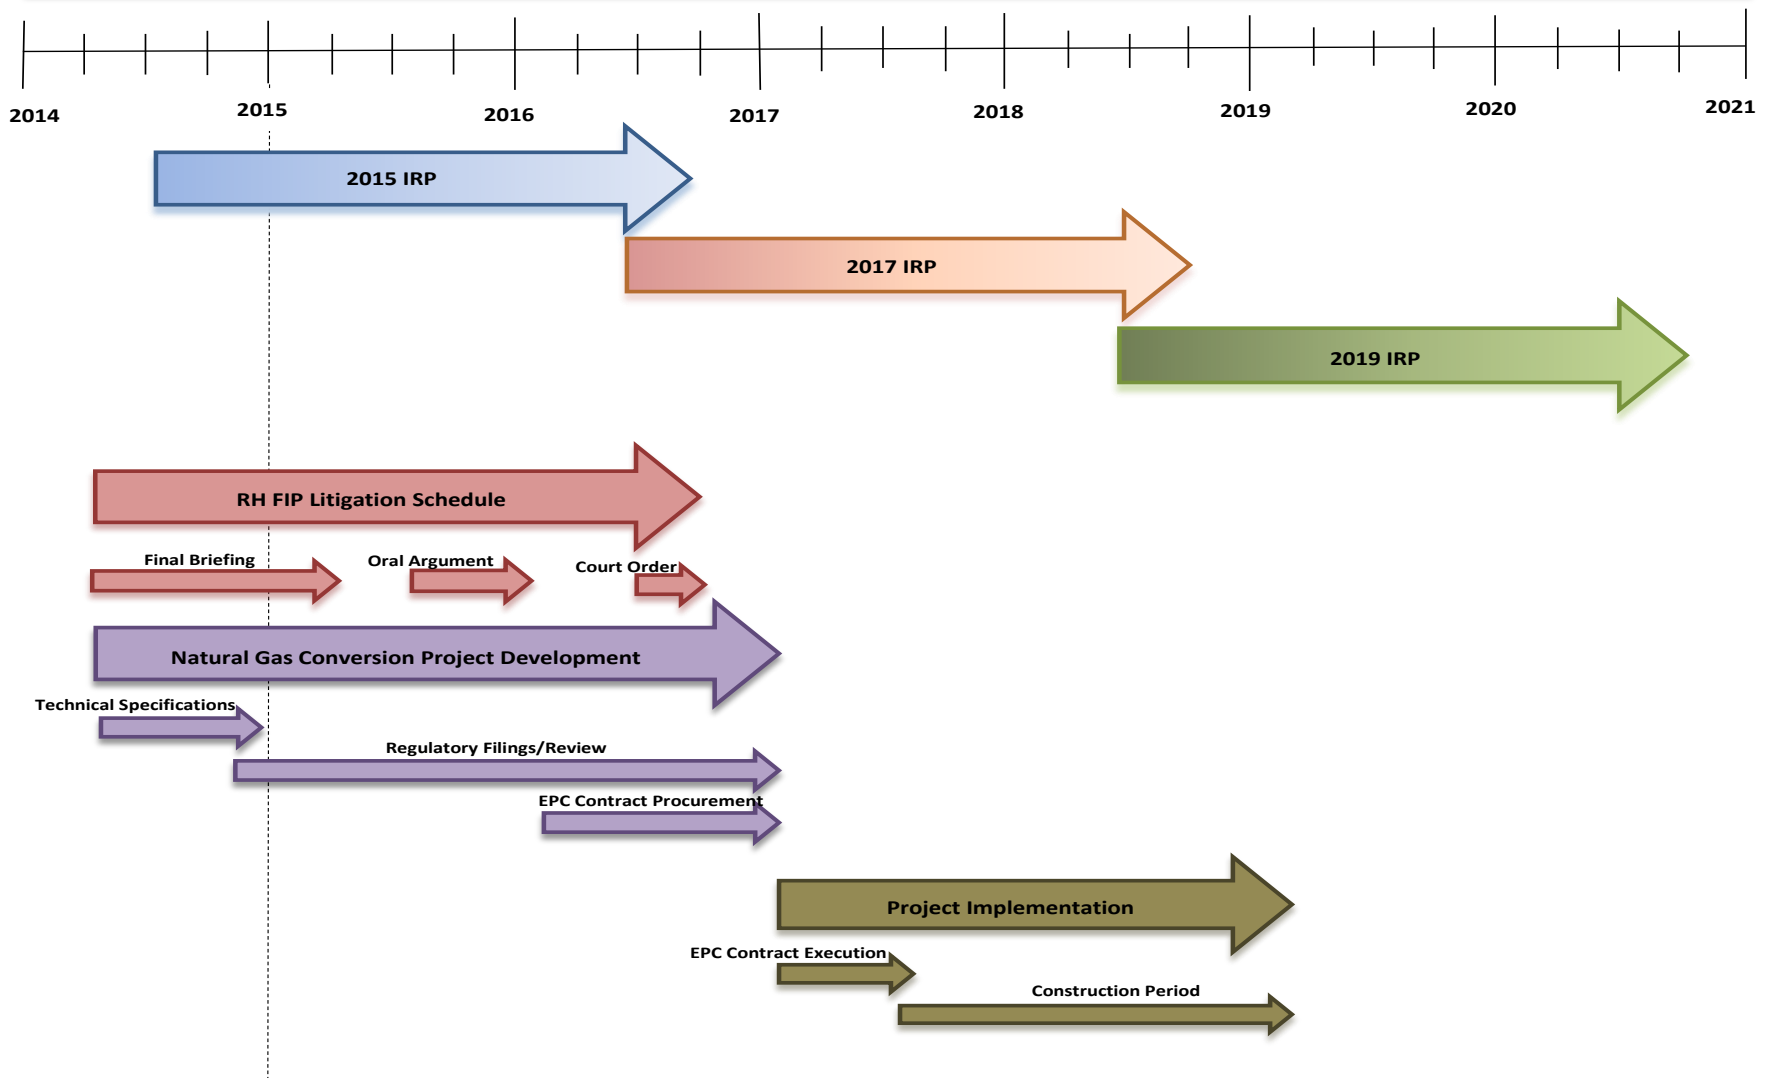 2014
2015
2016
2017
2018
2019
2020
2021
2015 IRP
2017 IRP
2019 IRP
RH FIP Litigation Schedule
Final Briefing
Oral Argument
Court Order
Natural Gas Conversion Project Development
Technical Specifications
Regulatory Filings/Review
EPC Contract Procurement
Project Implementation
EPC Contract Execution
Construction Period